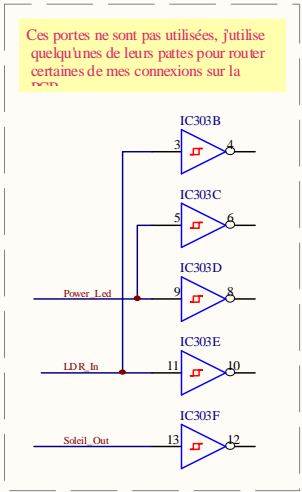 Ces portes ne sont pas utilisées, j'utilise
quelqu'unes de leurs pattes pour router
certaines de mes connexions sur la
PCB
IC303B
3
4
IC303C
5
6
IC303D
Power_Led
9
8
IC303E
LDR_In
11
10
IC303F
Soleil_Out
13
12